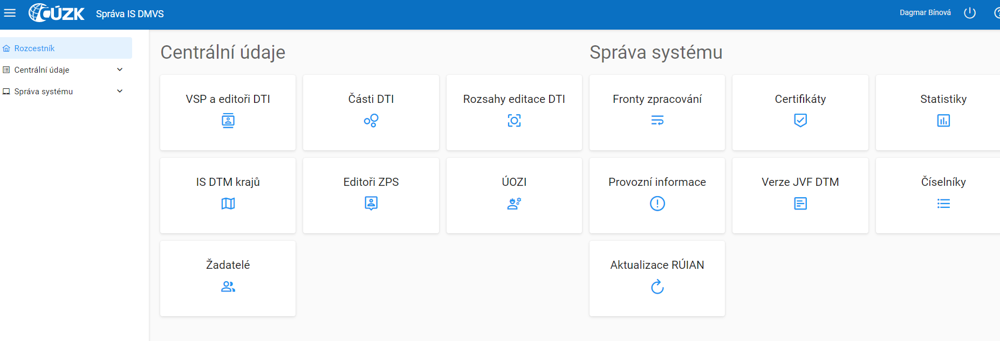 ČÚZK Správa IS DMVS Dagmar Bínová
Rozcestník
Centrální údaje
Správa systému
Centrální údaje
VSP a editoři DTI Části DTI Rozsahy editace DTI
IS DTM krajů Editoři ZPS ÚOZI
Žadatelé
Správa systému
Fronty zpracování Certifikáty Statistiky
Provozní informace Verze JVF DTM Číselníky
Aktualizace RÚIAN